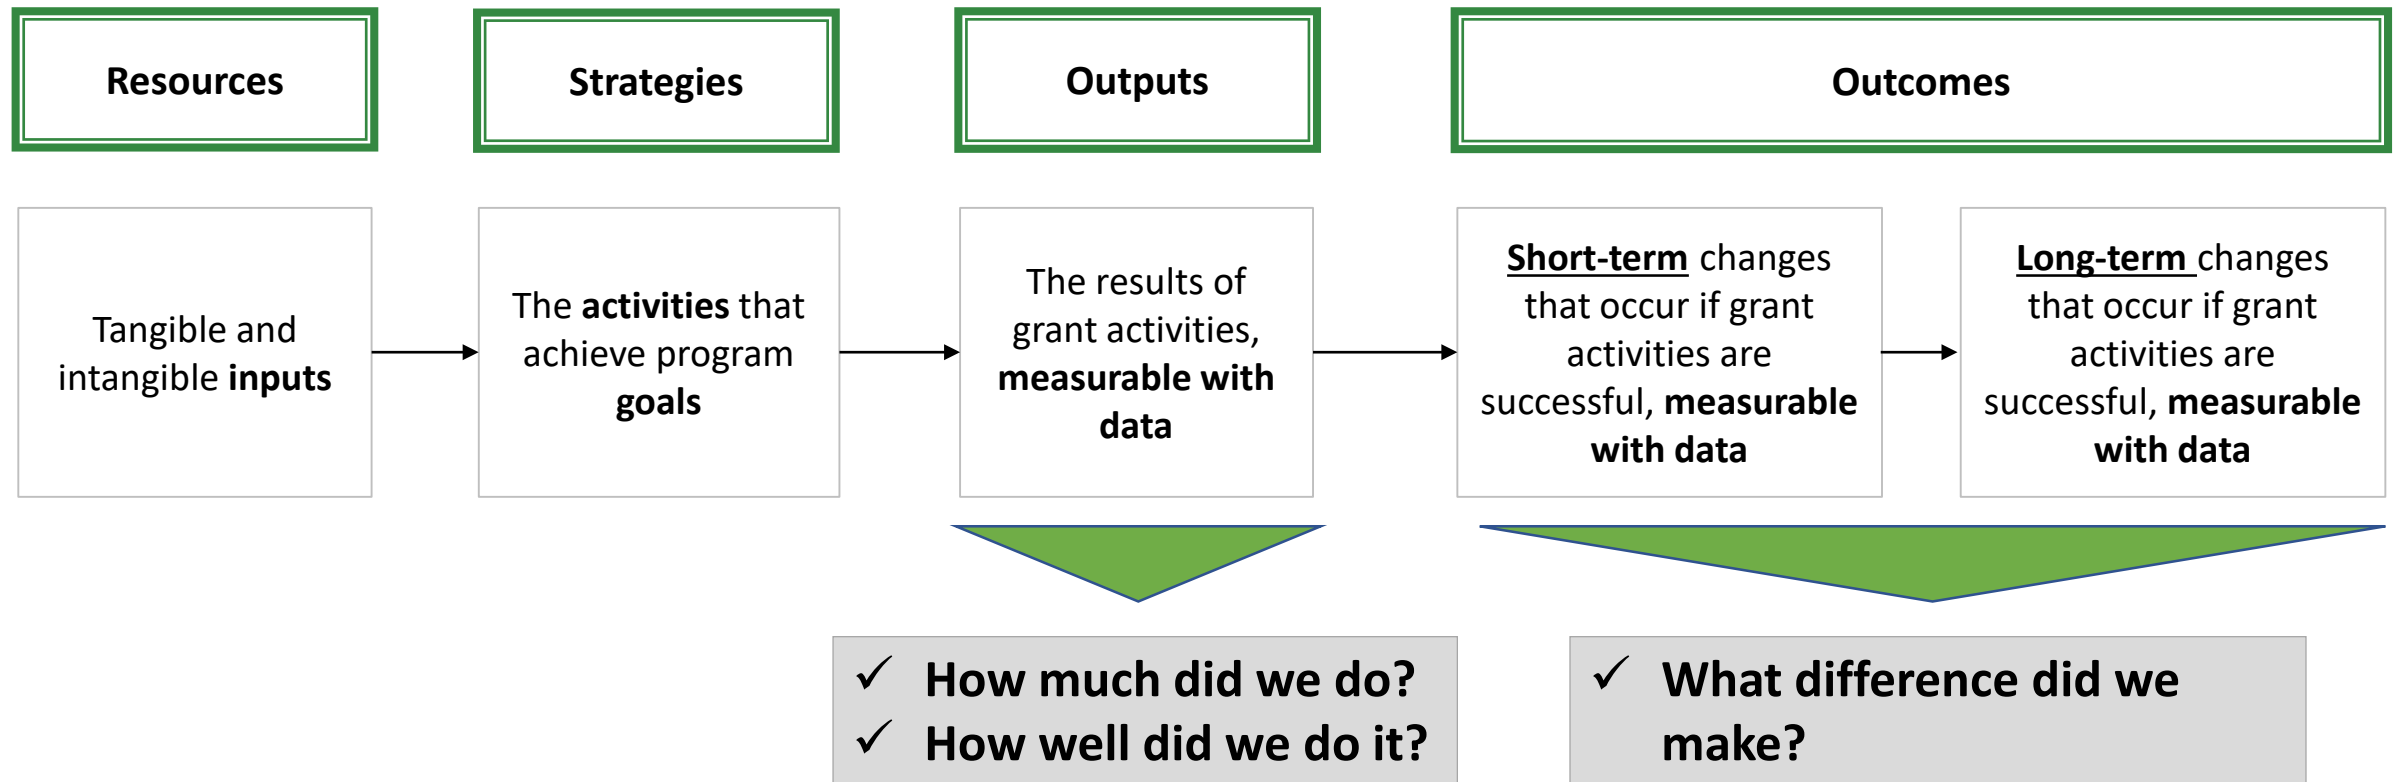 Resources
Strategies
Outputs
Outcomes
Tangible and
intangible inputs
The activities that
achieve program
goals
The results of
grant activities,
measurable with
data
Short-term changes
that occur if grant
activities are
successful, measurable
with data
Long-term changes
that occur if grant
activities are
successful, measurable
with data
✓ How much did we do?
✓ How well did we do it?
✓ What difference did we
make?